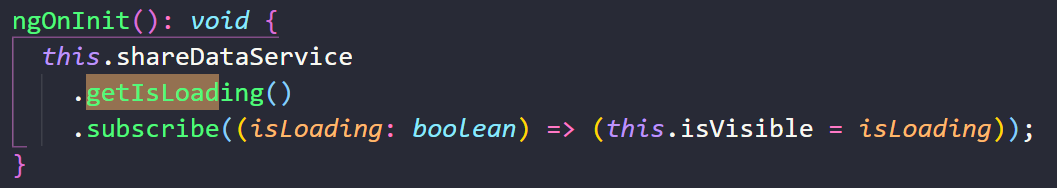 ngOnInit(): void {
this.shareDataService
.getIsLoading()
.subscribe((isLoading: boolean) => (this.isVisible = isLoading));
}